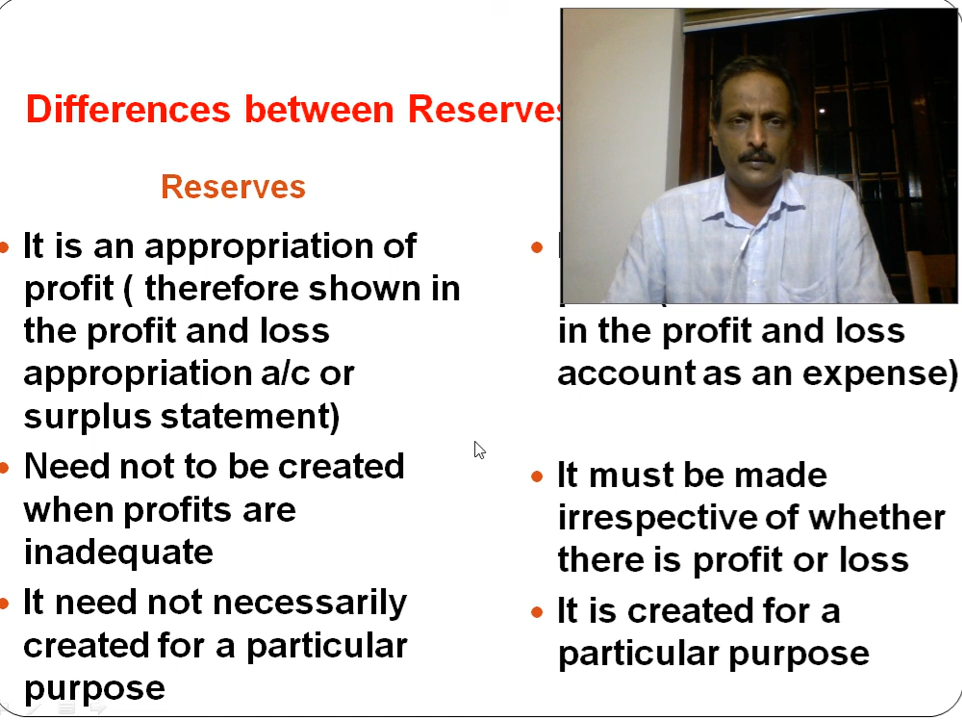 Differences between Reserves
Reserves
It is an appropriation of
profit ( therefore shown in
the profit and loss
appropriation a/c or
surplus statement)
Need not to be created
when profits are
inadequate
It need not necessarily
created for a particular
purpose
in the profit and loss
account as an expense)
It must be made
irrespective of whether
there is profit or loss
It is created for a
particular purpose